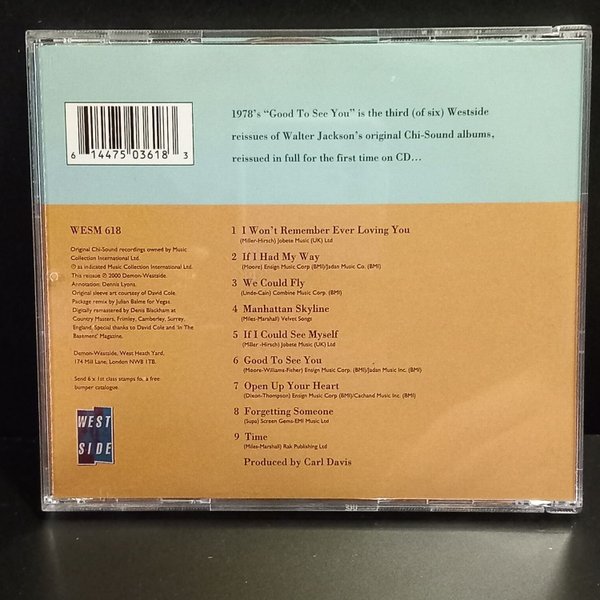 6 14475 03618 3
1978's "Good To See You" is the third (of six) Westside
reissues of Walter Jackson's original Chi-Sound albums,
reissued in full for the first time on CD...
WESM 618
Original Chi-Sound recordings owned by Music
Collection International Ltd.
℗ as indicated Music Collection International Ltd.
This reissue ℗ 2000 Demon-Westside.
Annotation: Dennis Lyons.
Original sleeve art courtesy of David Cole.
Package remix by Julian Balme for Vegas.
Digitally remastered by Denis Blackham at
Country Masters, Frimley, Camberley, Surrey,
England, Special thanks to David Cole and 'In The
Basement' Magazine.
Demon-Westside, West Heath Yard,
174 Mill Lane, London NW6 1TB.
Send 6 x 1st class stamps fo, a free
bumper catalogue.
WEST
SIDE
1 I Won't Remember Ever Loving You
(Miller-Hirsch) Jobete Music (UK) Ltd
2 If I Had My Way
(Moore) Ensign Music Corp (BMI)/Jadan Music Co. (BMI)
3 We Could Fly
(Linde-Cain) Combine Music Corp. (BMI)
4 Manhattan Skyline
(Miles-Marshall) Velvet Songs
5 If I Could See Myself
(Miller -Hirsch) Jobete Music (UK) Ltd
6 Good To See You
(Moore-Williams-Fisher) Ensign Music Corp. (BMI)/Jadan Music Inc. (BMI)
7 Open Up Your Heart
(Dixon-Thompson) Ensign Music Corp (BMI)/Cachand Music Inc. (BMI)
8 Forgetting Someone
(Supa) Screen Gems-EMI Music Ltd
9 Time
(Miles-Marshall) Rak Publishing Ltd
Produced by Carl Davis